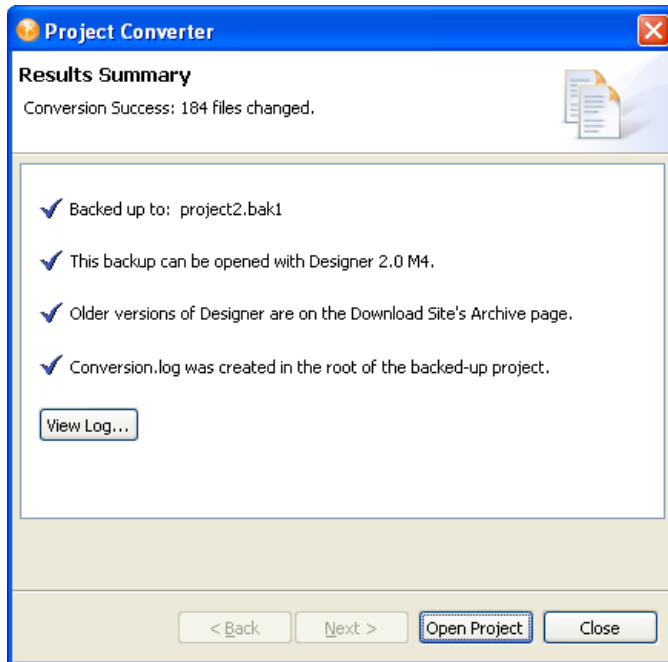 Project Converter
Results Summary
Conversion Success: 184 files changed.
Backed up to: project2.bak1
This backup can be opened with Designer 2.0 M4.
Older versions of Designer are on the Download Site's Archive page.
Conversion.log was created in the root of the backed-up project.
View Log...
< Back Next > Open Project Close